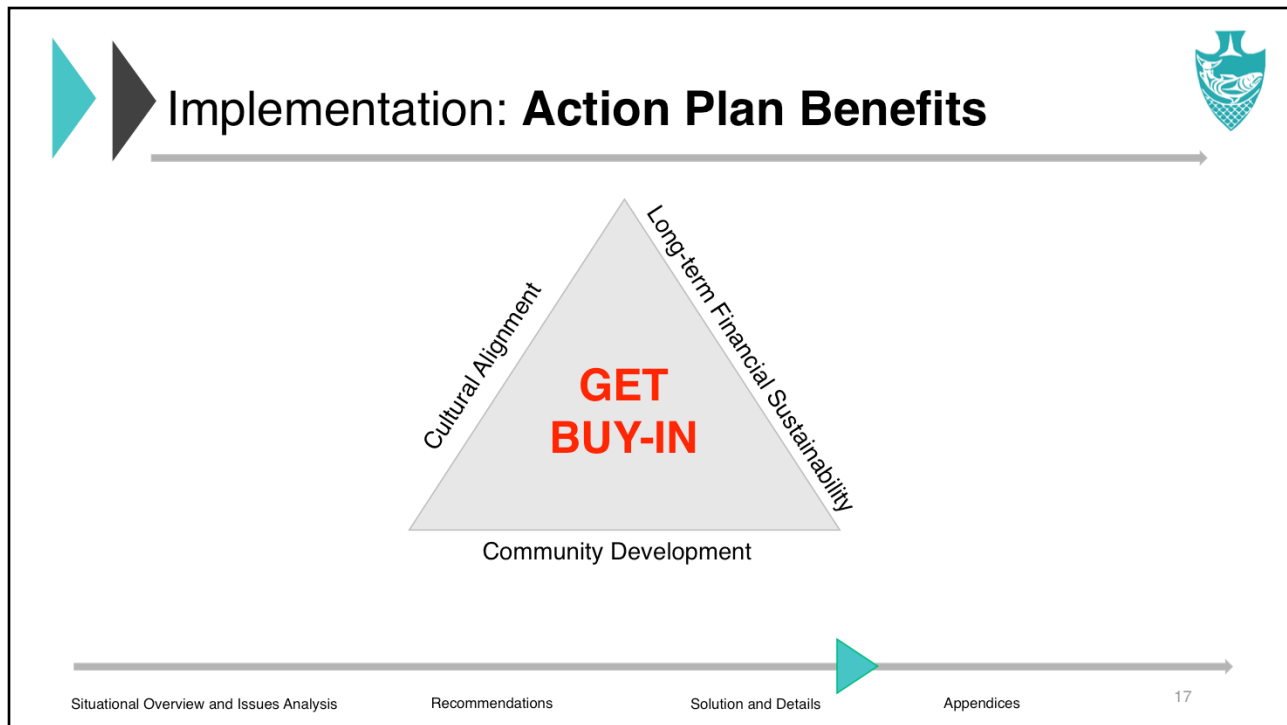 Implementation: Action Plan Benefits
Cultural Alignment
Long-term Financial Sustainability
GET
BUY-IN
Community Development
Situational Overview and Issues Analysis
Recommendations
Solution and Details
Appendices
17